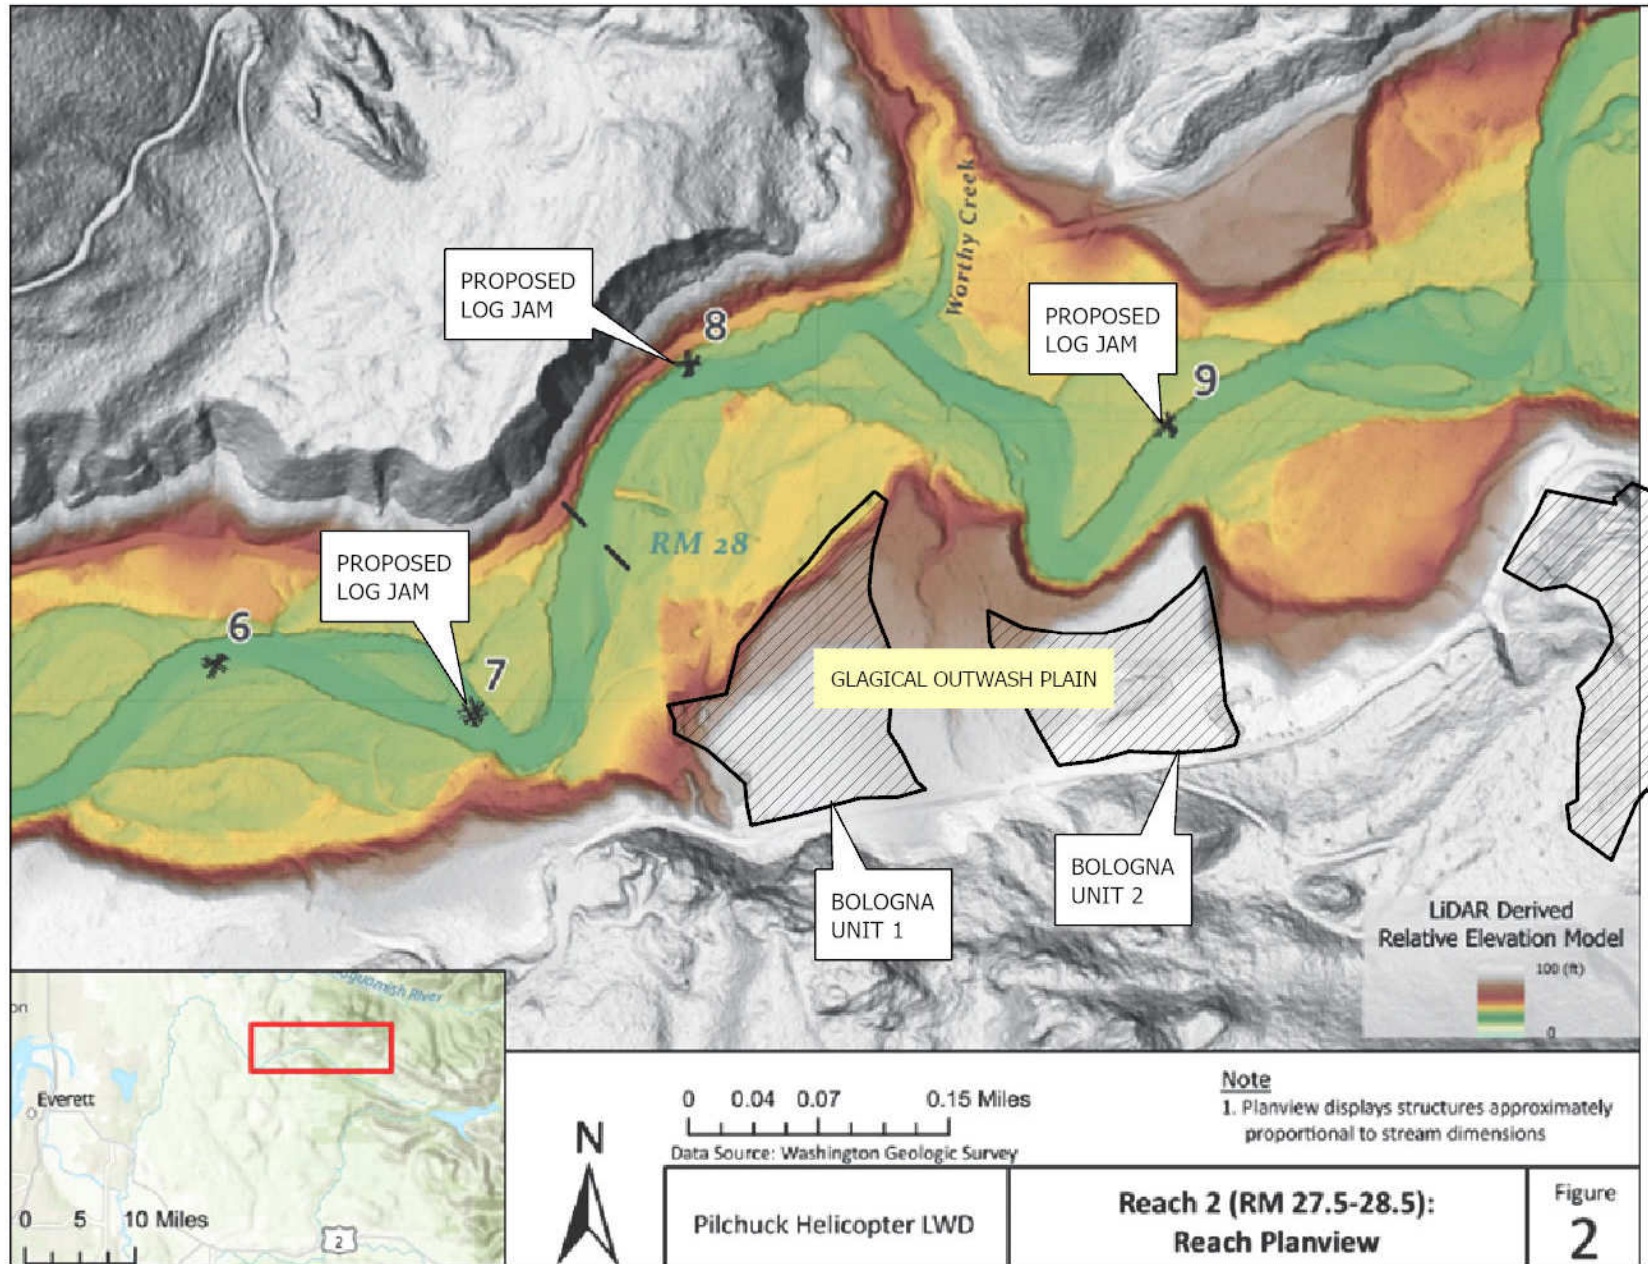 Worthy Creek
PROPOSED
LOG JAM
8
PROPOSED
LOG JAM
9
RM 28
PROPOSED
LOG JAM
6
7
GLAGICAL OUTWASH PLAIN
BOLOGNA
UNIT 1
BOLOGNA
UNIT 2
LiDAR Derived
Relative Elevation Model
100 (ft)
0
River
on
Everett
0 5 10 Miles
2
N
0 0.04 0.07 0.15 Miles
Data Source: Washington Geologic Survey
Note
1. Planview displays structures approximately
proportional to stream dimensions
Pilchuck Helicopter LWD
Reach 2 (RM 27.5-28.5):
Reach Planview
Figure
2